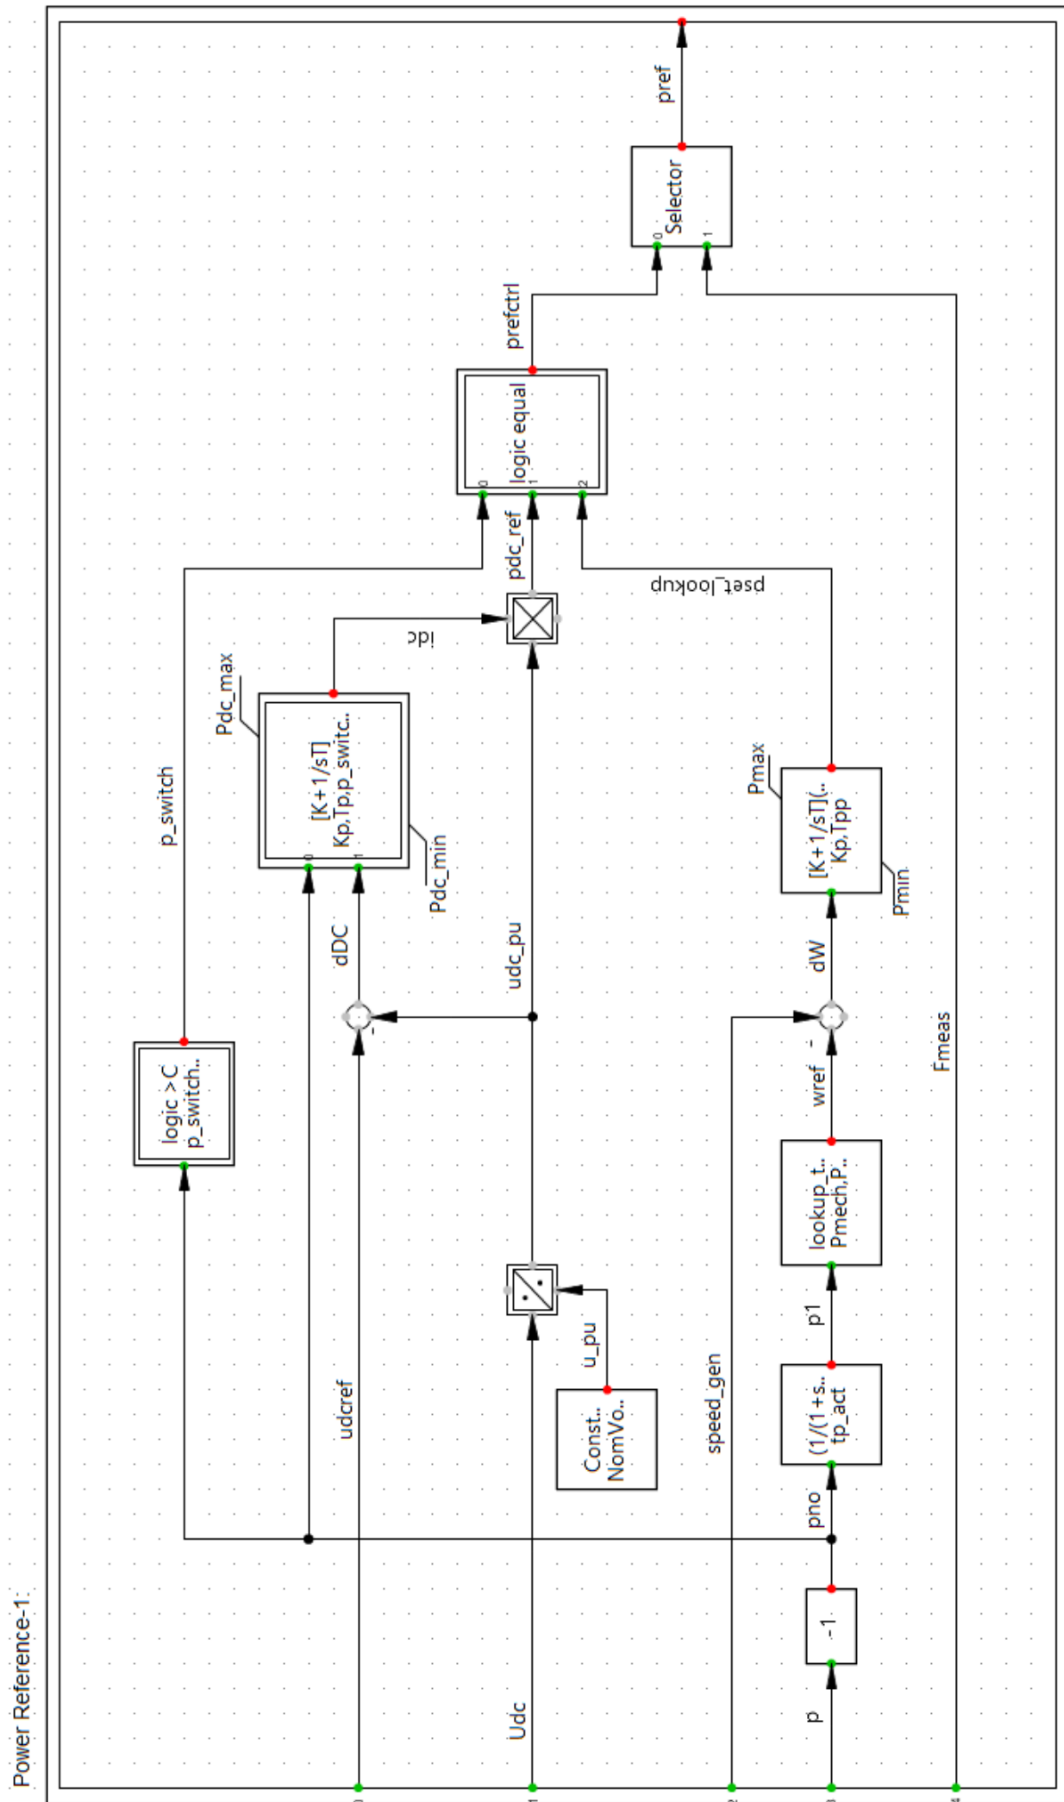 Power Reference-1:
p_switch
logic >C
p_switch..
Pdc_max
[K+1/sT]
Kp,Tp,p_switc..
0
1
Pdc_min
idc
udcref
dDC
-
Udc
udc_pu
pdc_ref
0
1
2
logic equal
prefctrl
u_pu
Const..
NomVo..
0
1
Selector
pref
speed_gen
pset_lookup
p
-1
pno
(1/(1+s..
tp_act
p1
lookup_t..
Pmech,P..
wref
-
dW
Pmax
[K+1/sT](..
Kp,Tpp
Pmin
Fmeas
1
2